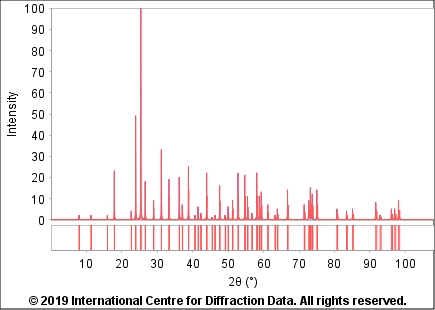 100
90
80
70
60
50
40
30
20
10
0
Intensity
10 20 30 40 50 60 70 80 90 100
2θ (°)
© 2019 International Centre for Diffraction Data. All rights reserved.